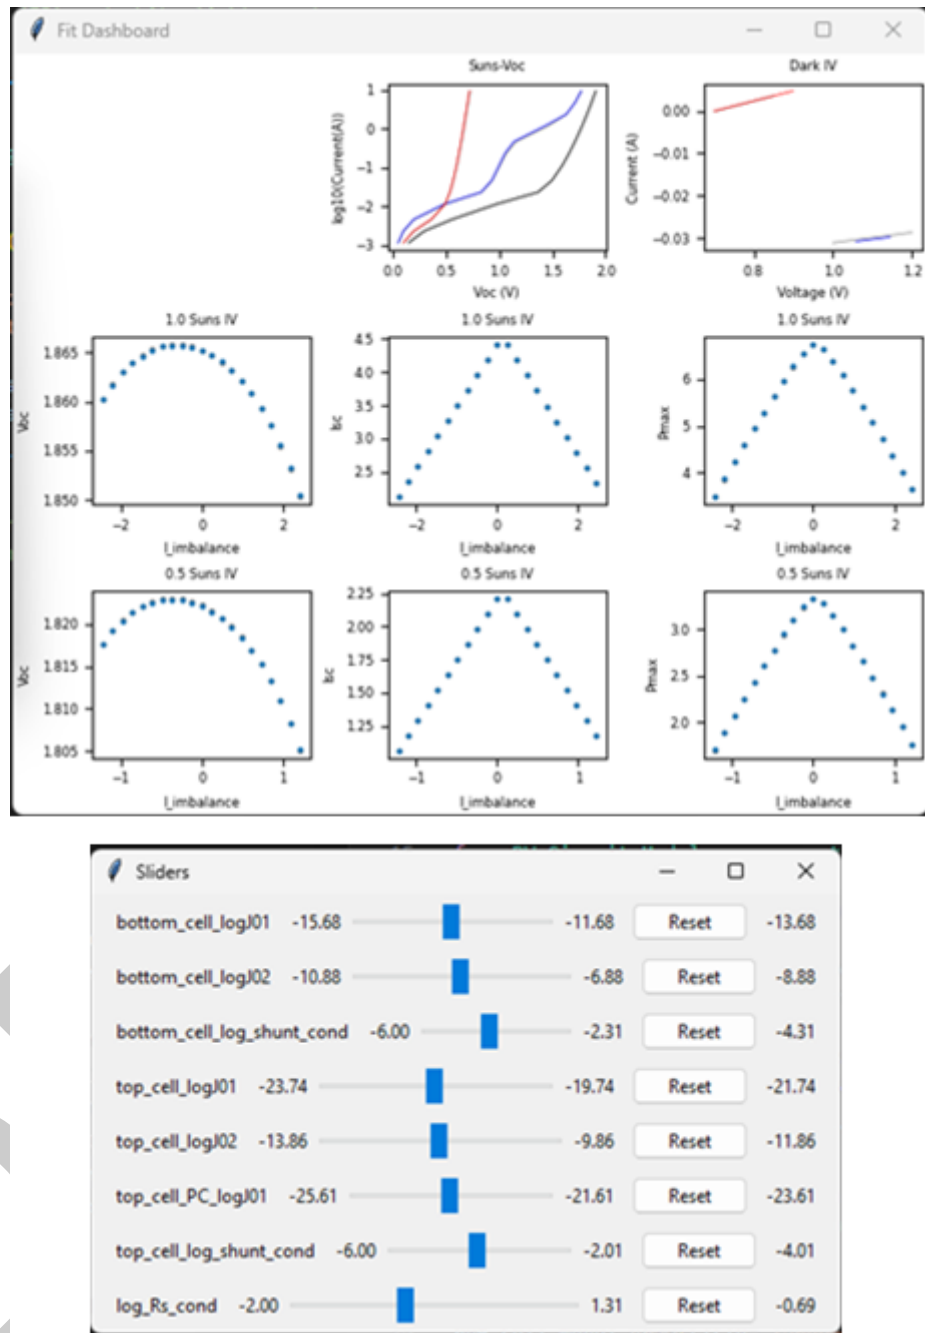 Fit Dashboard
Suns-Voc
Dark IV
log10(Current(A))
1
0
−1
−2
−3
0.0 0.5 1.0 1.5 2.0
Voc (V)
Current (A)
0.00
−0.01
−0.02
−0.03
0.8 1.0 1.2
Voltage (V)
1.0 Suns IV
Voc
1.865
1.860
1.855
1.850
−2 0 2
I_imbalance
1.0 Suns IV
Isc
4.5
4.0
3.5
3.0
2.5
−2 0 2
I_imbalance
1.0 Suns IV
Pmax
6
5
4
−2 0 2
I_imbalance
0.5 Suns IV
Voc
1.820
1.815
1.810
1.805
−1 0 1
I_imbalance
0.5 Suns IV
Isc
2.25
2.00
1.75
1.50
1.25
−1 0 1
I_imbalance
0.5 Suns IV
Pmax
3.0
2.5
2.0
−1 0 1
I_imbalance
Sliders
bottom_cell_logJ01 -15.68 -11.68 Reset -13.68
bottom_cell_logJ02 -10.88 -6.88 Reset -8.88
bottom_cell_log_shunt_cond -6.00 -2.31 Reset -4.31
top_cell_logJ01 -23.74 -19.74 Reset -21.74
top_cell_logJ02 -13.86 -9.86 Reset -11.86
top_cell_PC_logJ01 -25.61 -21.61 Reset -23.61
top_cell_log_shunt_cond -6.00 -2.01 Reset -4.01
log_Rs_cond -2.00 1.31 Reset -0.69